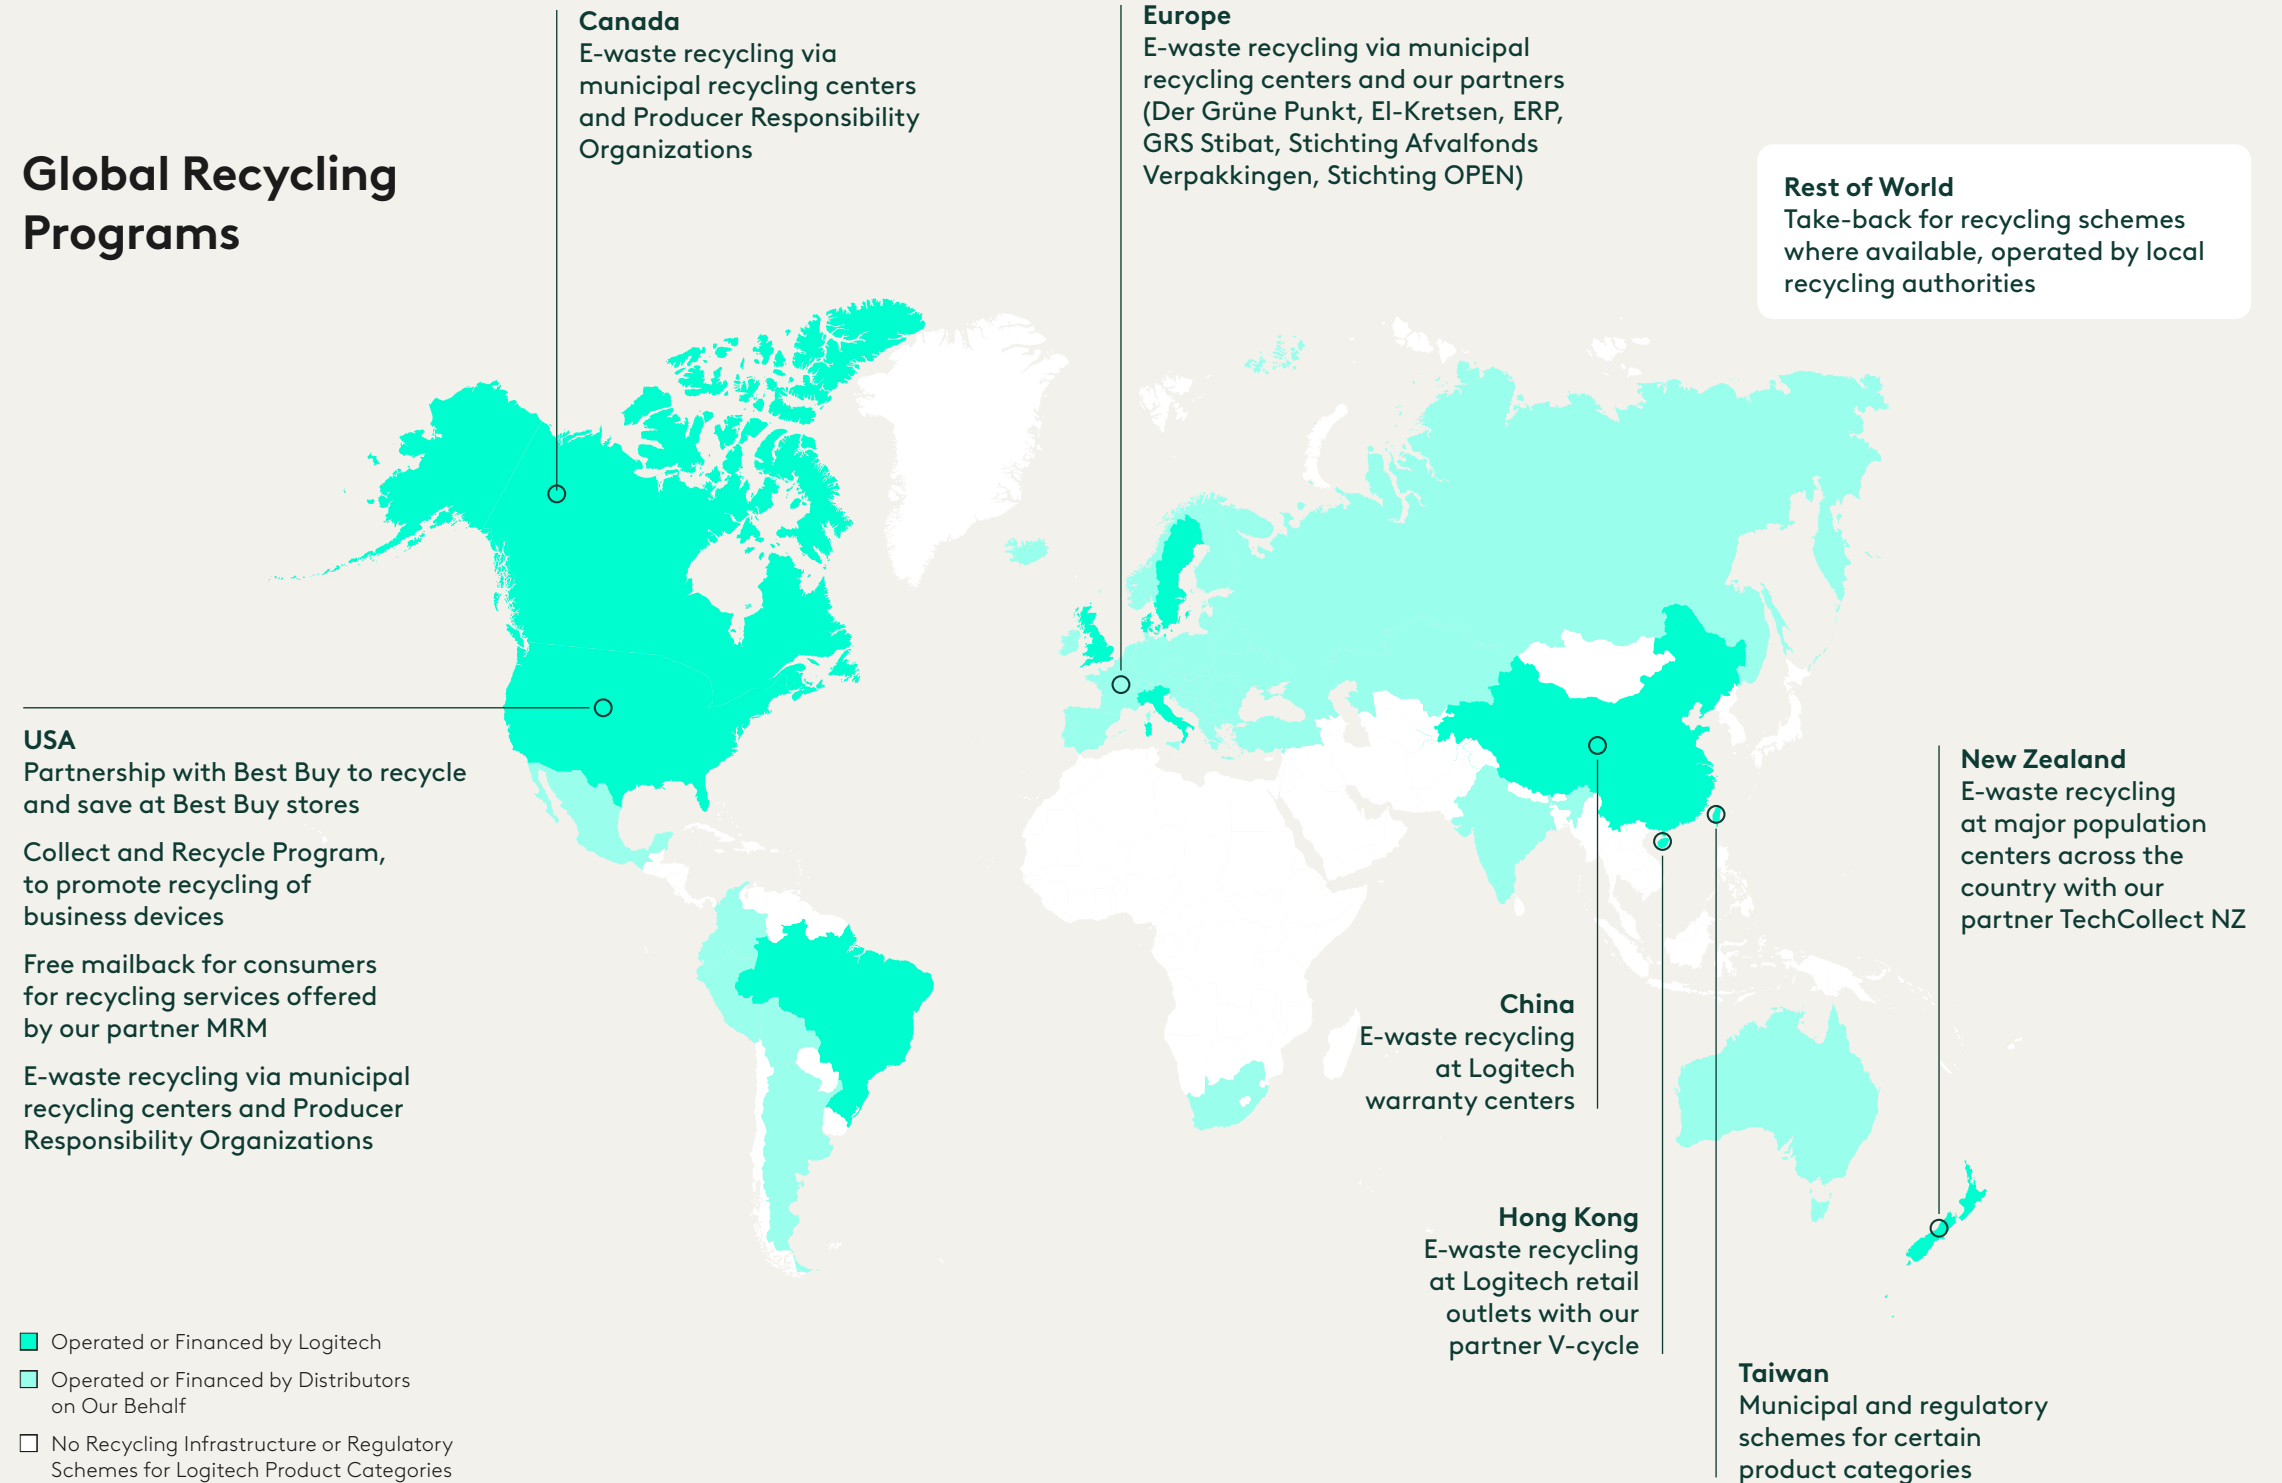 Global Recycling
Programs
Canada
E-waste recycling via
municipal recycling centers
and Producer Responsibility
Organizations
Europe
E-waste recycling via municipal
recycling centers and our partners
(Der Grüne Punkt, El-Kretsen, ERP,
GRS Stibat, Stichting Afvalfonds
Verpakkingen, Stichting OPEN)
Rest of World
Take-back for recycling schemes
where available, operated by local
recycling authorities
USA
Partnership with Best Buy to recycle
and save at Best Buy stores
Collect and Recycle Program,
to promote recycling of
business devices
Free mailback for consumers
for recycling services offered
by our partner MRM
E-waste recycling via municipal
recycling centers and Producer
Responsibility Organizations
New Zealand
E-waste recycling
at major population
centers across the
country with our
partner TechCollect NZ
China
E-waste recycling
at Logitech
warranty centers
Hong Kong
E-waste recycling
at Logitech retail
outlets with our
partner V-cycle
Taiwan
Municipal and regulatory
schemes for certain
product categories
Operated or Financed by Logitech
Operated or Financed by Distributors
on Our Behalf
No Recycling Infrastructure or Regulatory
Schemes for Logitech Product Categories